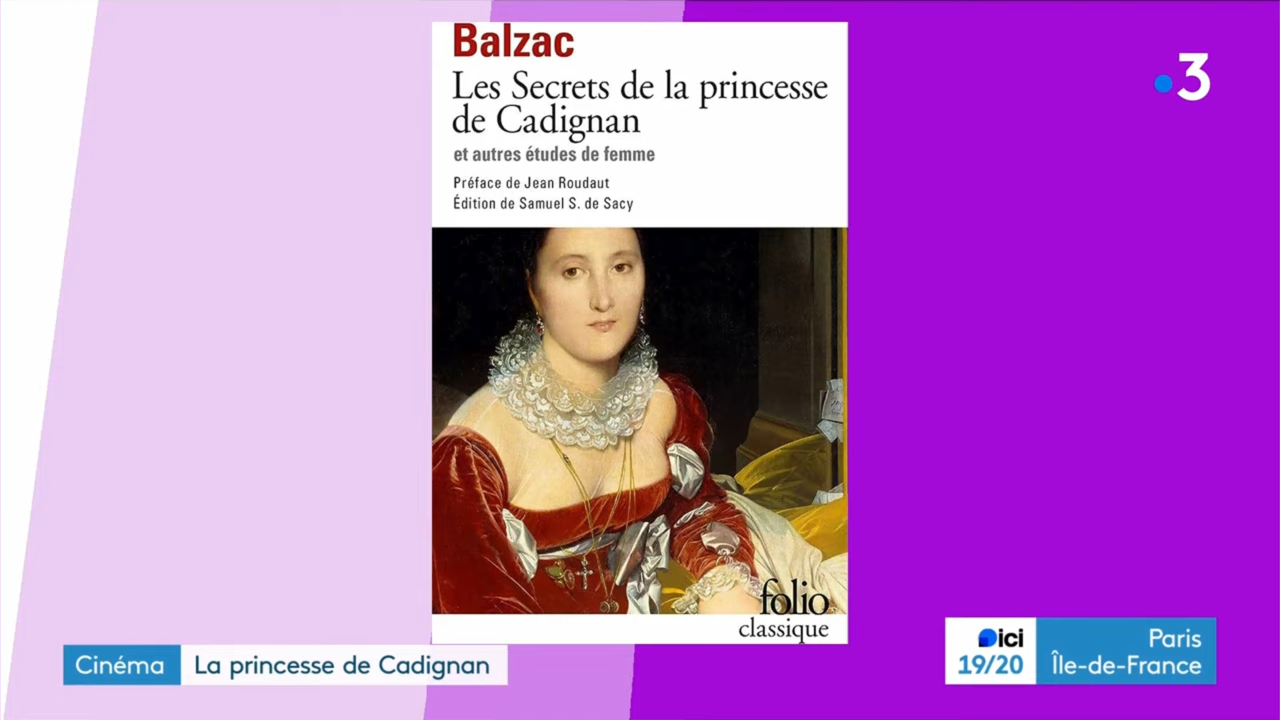 Balzac
Les Secrets de la princesse
de Cadignan
et autres études de femme
Préface de Jean Roudaut
Édition de Samuel S. de Sacy
folio
classique
3
Cinéma
La princesse de Cadignan
ici
19/20
Paris
Île-de-France